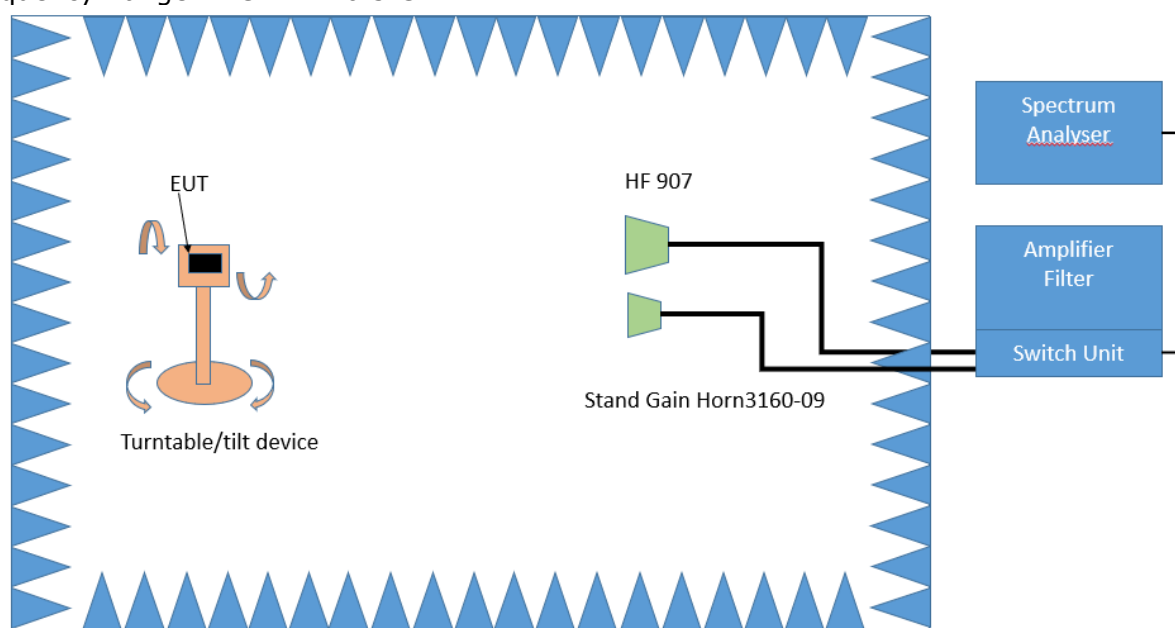 Spectrum
Analyser
EUT
HF 907
Amplifier
Filter
Switch Unit
Stand Gain Horn3160-09
Turntable/tilt device